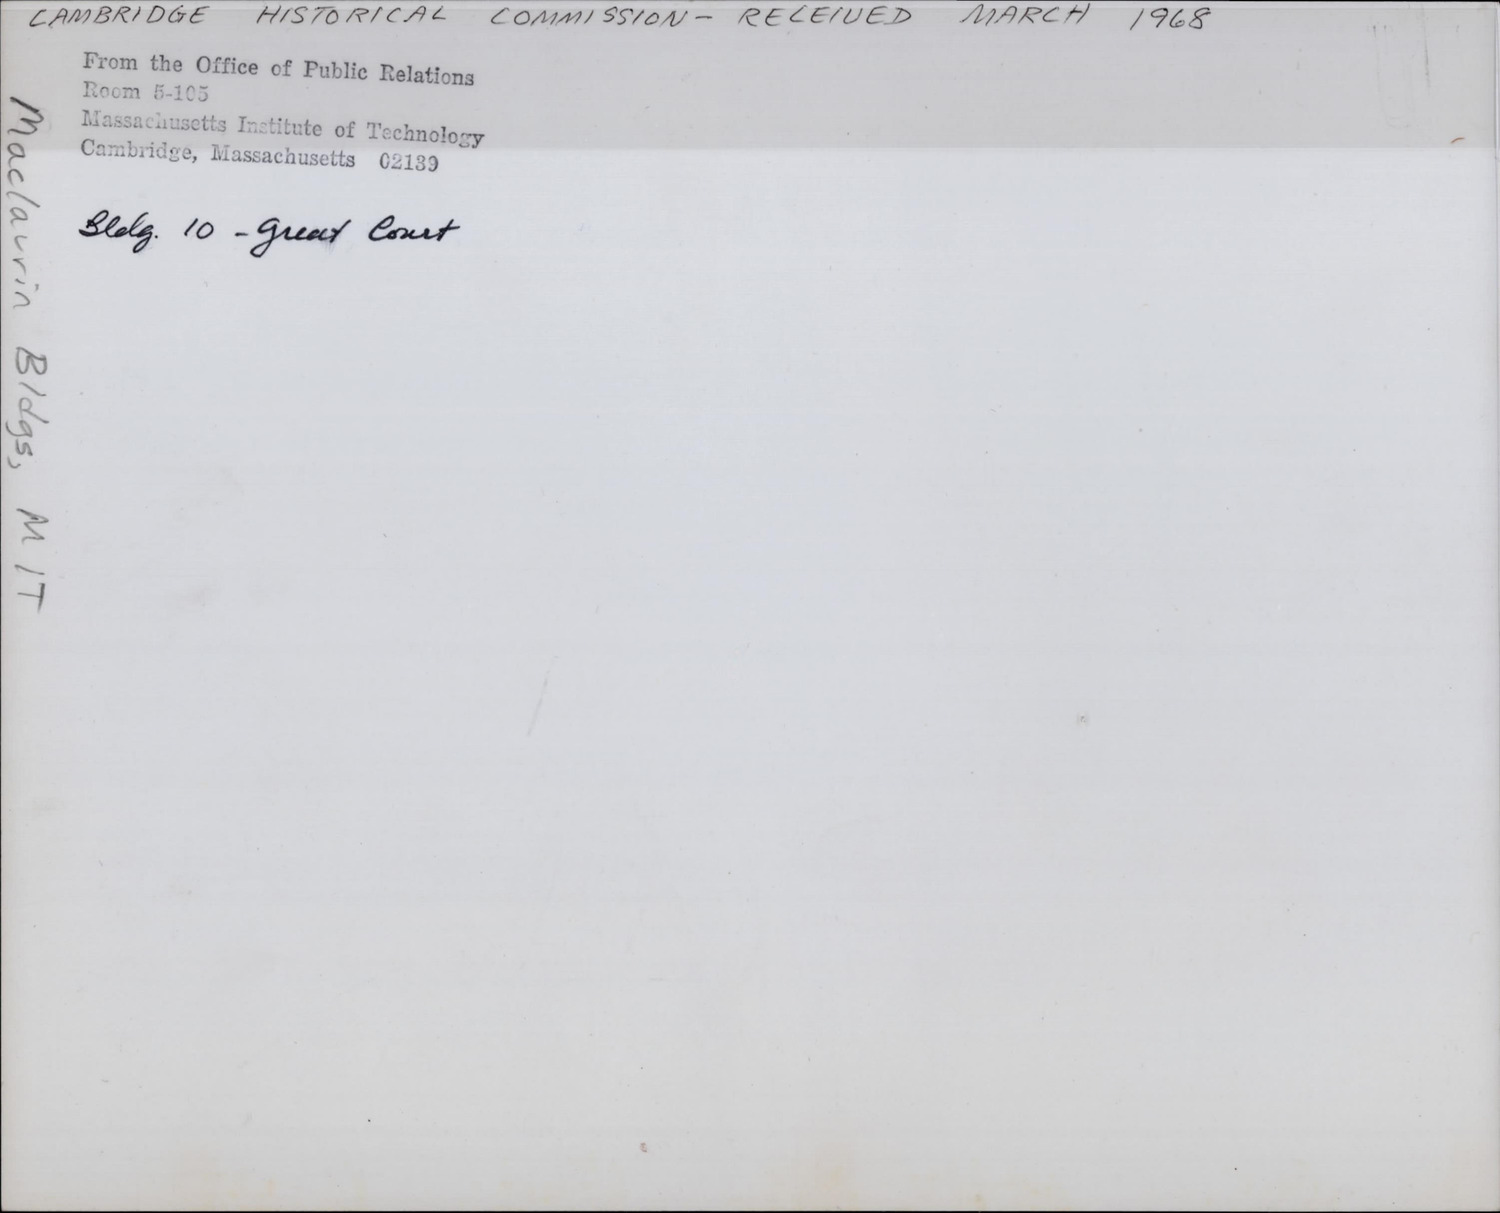 CAMBRIDGE HISTORICAL COMMISSION - RECEIVED MARCH 1968
From the Office of Public Relations
Room 5-105
Massachusetts Institute of Technology
Cambridge, Massachusetts 02139
Bldg. 10 - Great Court
Maclaurin Bldgs, MIT